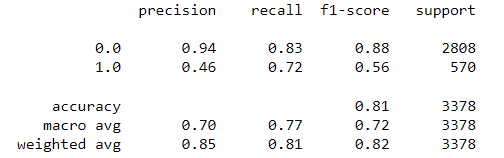 precision recall f1-score support
0.0 0.94 0.83 0.88 2808
1.0 0.46 0.72 0.56 570
accuracy 0.81 3378
macro avg 0.70 0.77 0.72 3378
weighted avg 0.85 0.81 0.82 3378